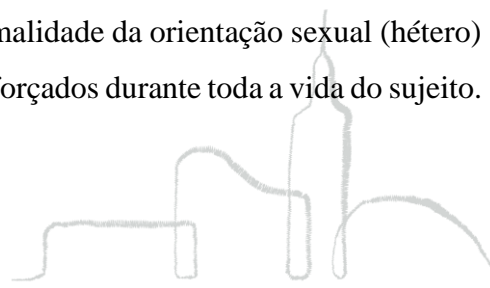 malidade da orientação sexual (hétero)
forçados durante toda a vida do sujeito.